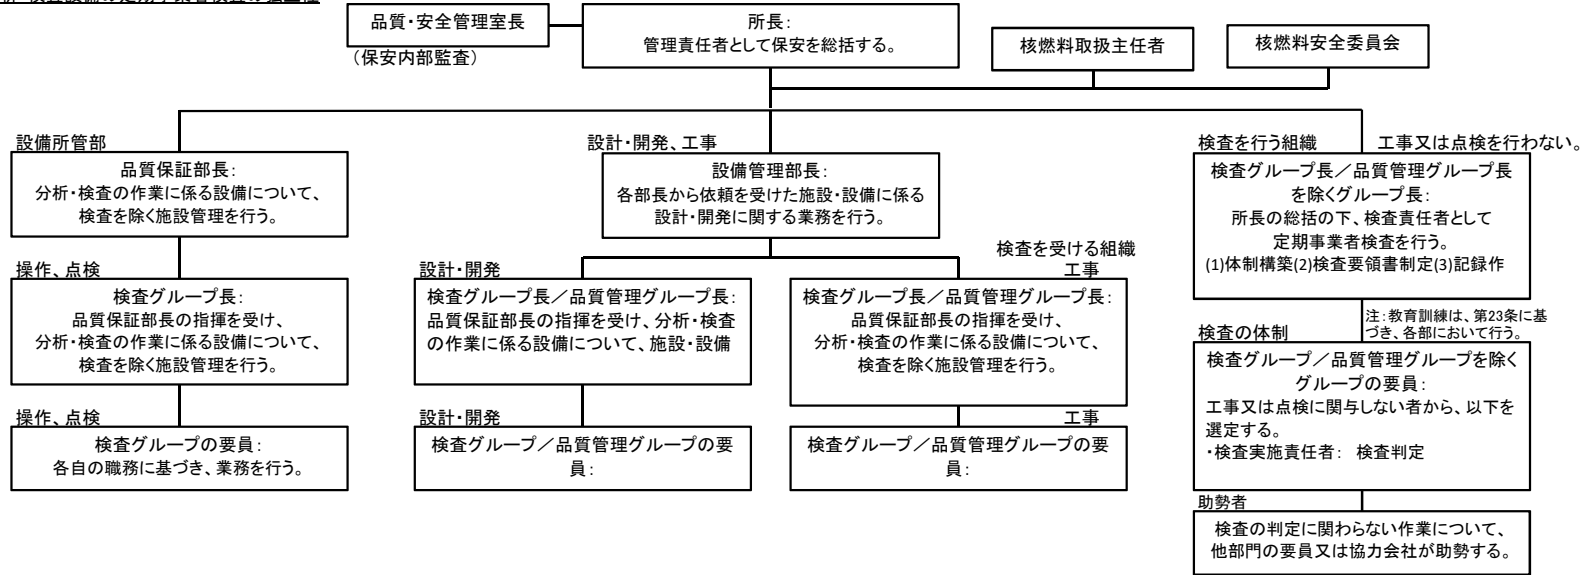 品質・安全管理室長
(保安内部監査)
所長:
管理責任者として保安を総括する。
核燃料取扱主任者
核燃料安全委員会
設備所管部
品質保証部長:
分析・検査の作業に係る設備について、
検査を除く施設管理を行う。
操作、点検
検査グループ長:
品質保証部長の指揮を受け、
分析・検査の作業に係る設備について、
検査を除く施設管理を行う。
操作、点検
検査グループの要員:
各自の職務に基づき、業務を行う。
設計・開発、工事
設備管理部長:
各部長から依頼を受けた施設・設備に係る
設計・開発に関する業務を行う。
検査を受ける組織
設計・開発
検査グループ長/品質管理グループ長:
品質保証部長の指揮を受け、分析・検査
の作業に係る設備について、施設・設備
設計・開発
検査グループ/品質管理グループの要
員:
工事
検査グループ長/品質管理グループ長:
品質保証部長の指揮を受け、
分析・検査の作業に係る設備について、
検査を除く施設管理を行う。
工事
検査グループ/品質管理グループの要
員:
検査を行う組織
工事又は点検を行わない。
検査グループ長/品質管理グループ長
を除くグループ長:
所長の総括の下、検査責任者として
定期事業者検査を行う。
(1)体制構築(2)検査要領書制定(3)記録作
注:教育訓練は、第23条に基
づき、各部において行う。
検査の体制
検査グループ/品質管理グループを除く
グループの要員:
工事又は点検に関与しない者から、以下を
選定する。
・検査実施責任者: 検査判定
助勢者
検査の判定に関わらない作業について、
他部門の要員又は協力会社が助勢する。